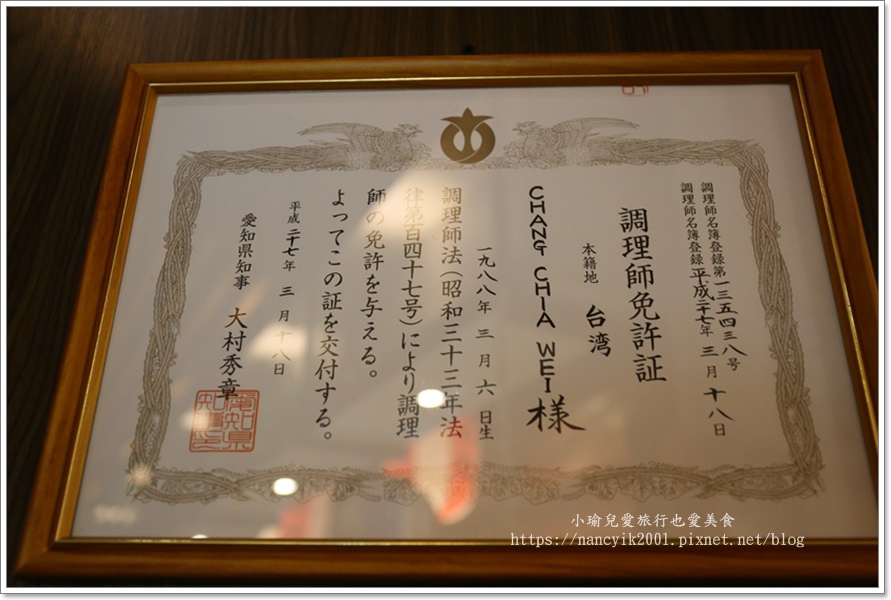 調理師名簿登録第一三五四三八号
調理師名簿登録平成二十七年三月十八日
調理師免許証
本籍地 台湾
CHANG CHIA WEI 様
一九八八年三月六日生
調理師法(昭和三十三年法
律第百四十七号)により調理
師の免許を与える。
よってこの証を交付する。
平成二十七年三月十八日
愛知県知事 大村秀章
愛知県
知事之印
小瑜兒愛旅行也愛美食
https://nancyik2001.pixnet.net/blog